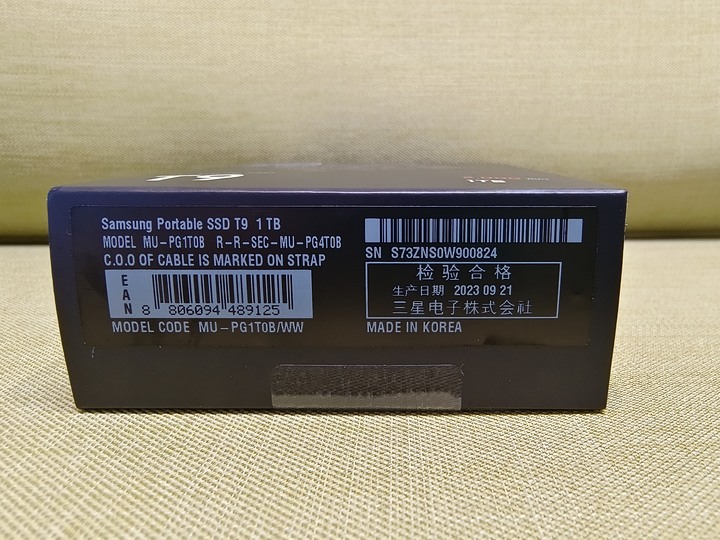 T9
1TB
Samsung Portable SSD T9 1 TB
MODEL MU-PG1T0B R-R-SEC-MU-PG4T0B
C.O.O OF CABLE IS MARKED ON STRAP
EAN
8 806094 489125
MODEL CODE MU-PG1T0B/WW
SN S73ZNS0W900824
检验合格
生产日期 2023 09 21
三星电子株式会社
MADE IN KOREA